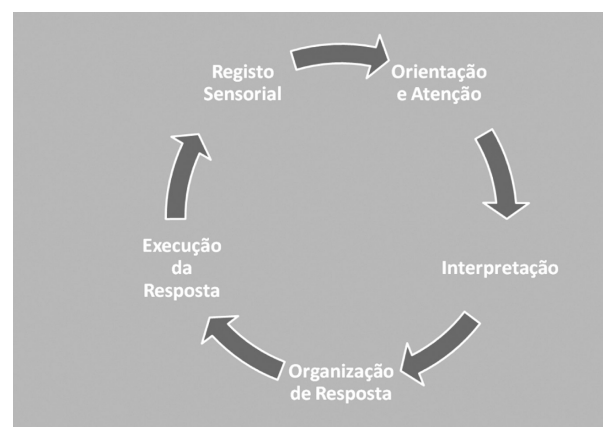 Registo
Sensorial
Orientação
e Atenção
Interpretação
Organização
de Resposta
Execução
da
Resposta